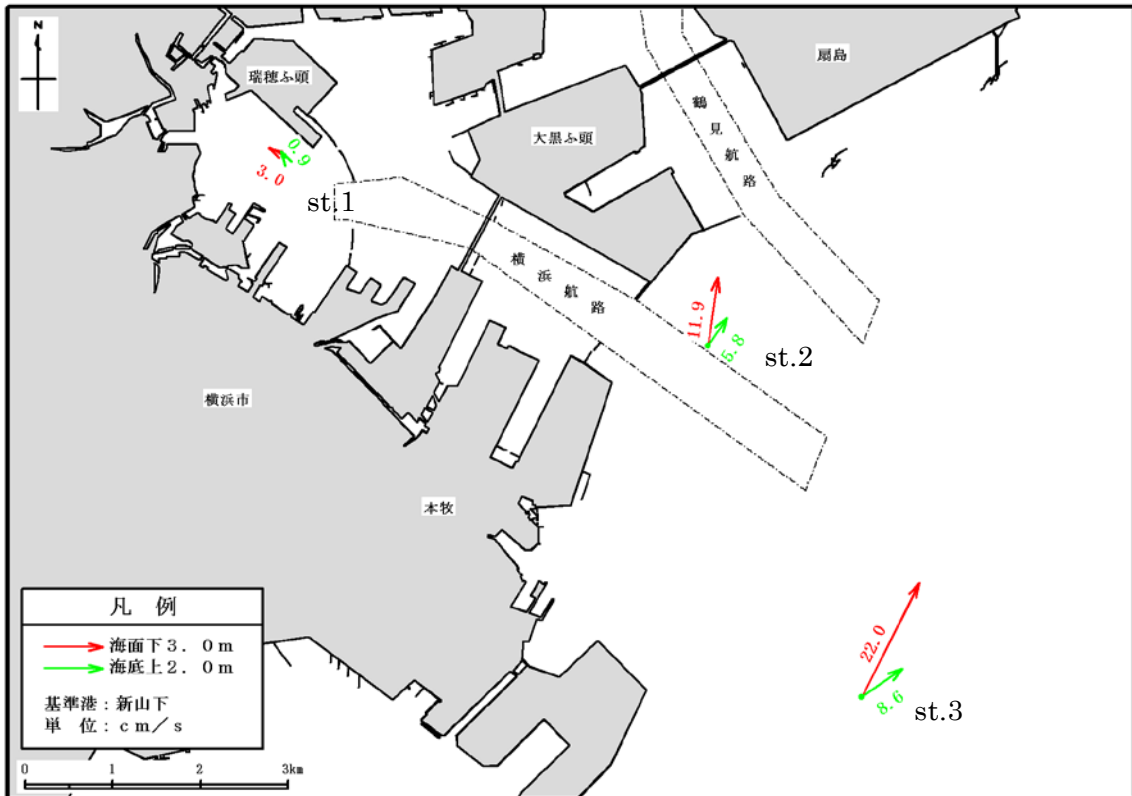 N
扇島
瑞穂ふ頭
大黒ふ頭
鶴見航路
0.9
3.0
st.1
横浜航路
11.9
5.8
st.2
横浜市
本牧
22.0
8.6
st.3
凡 例
海面下3.0m
海底上2.0m
基準港:新山下
単 位:cm/s
0 1 2 3km